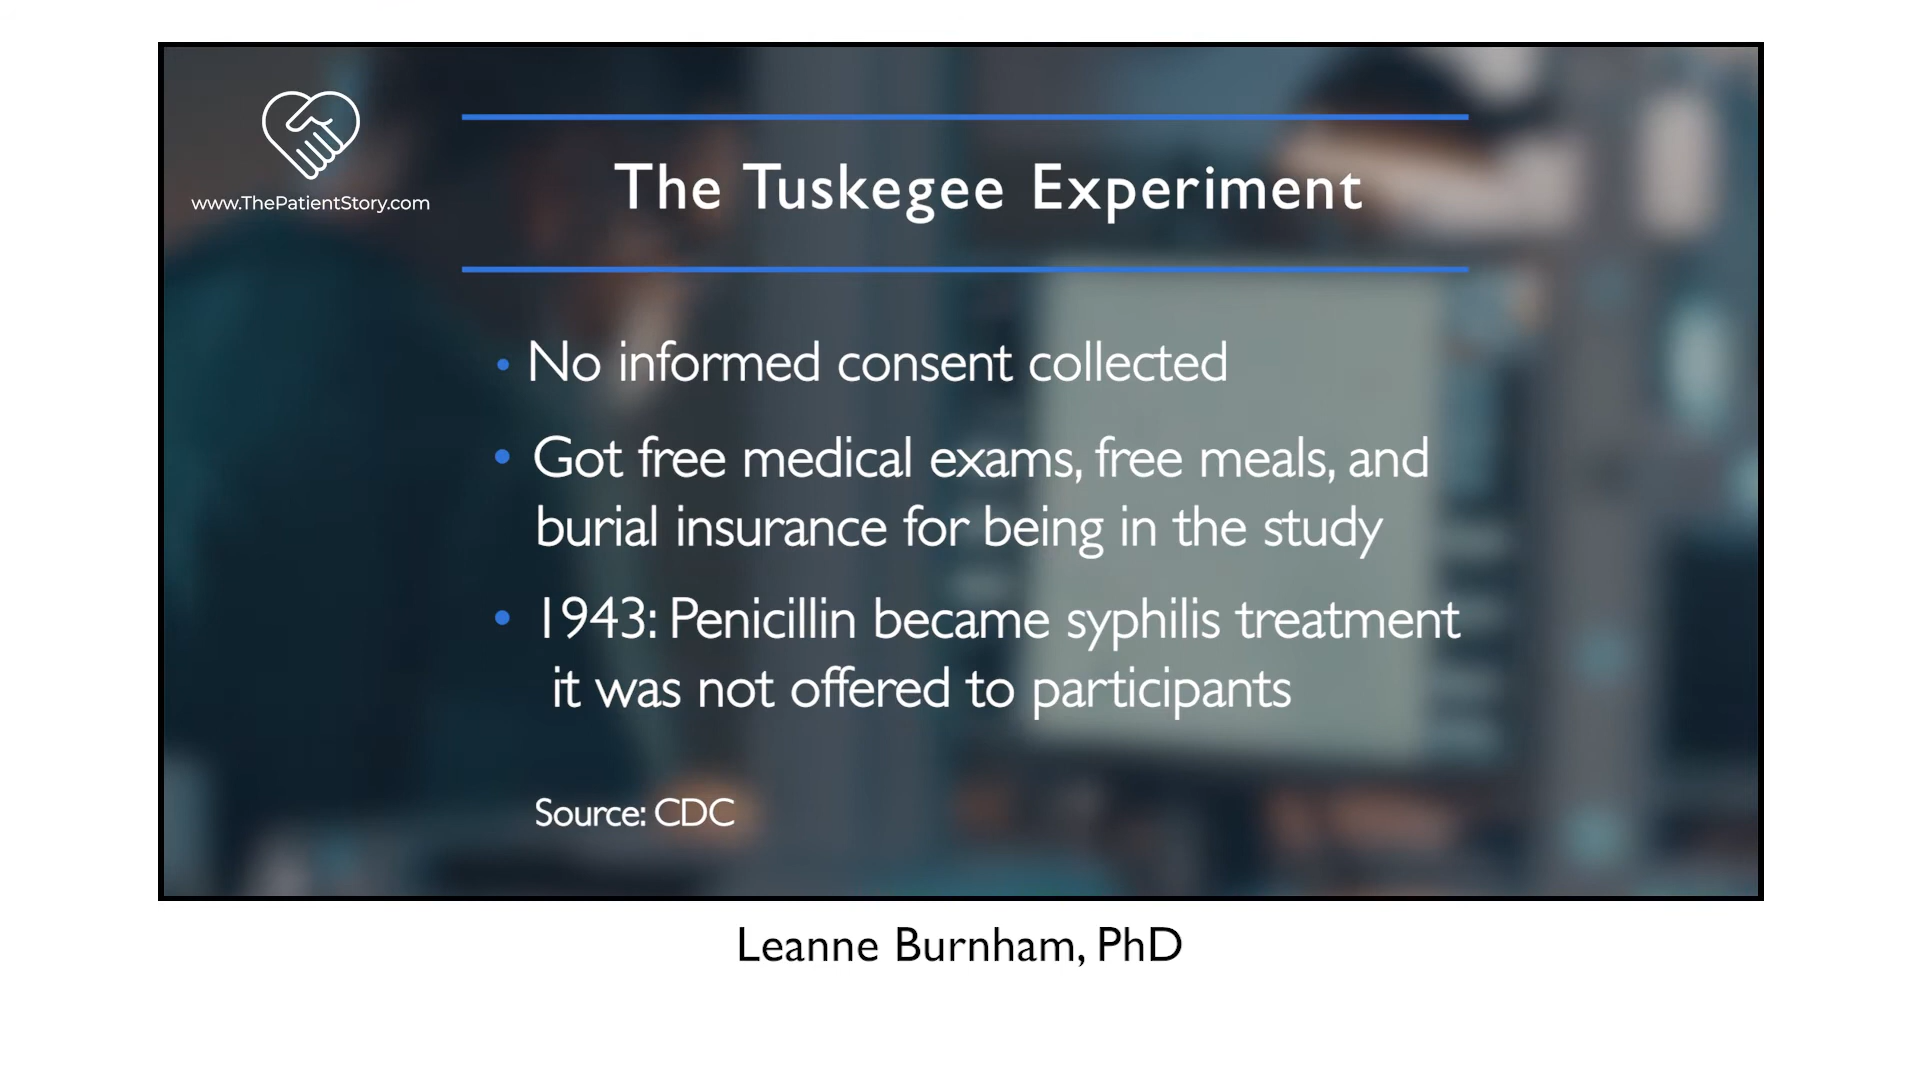 www.ThePatientStory.com
The Tuskegee Experiment
• No informed consent collected
• Got free medical exams, free meals, and
burial insurance for being in the study
• 1943: Penicillin became syphilis treatment
it was not offered to participants
Source: CDC
Leanne Burnham, PhD